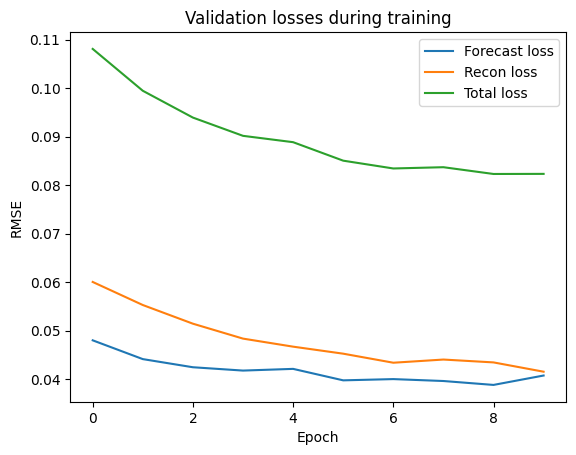 Validation losses during training
Forecast loss
Recon loss
Total loss
RMSE
0.11
0.10
0.09
0.08
0.07
0.06
0.05
0.04
0 2 4 6 8
Epoch